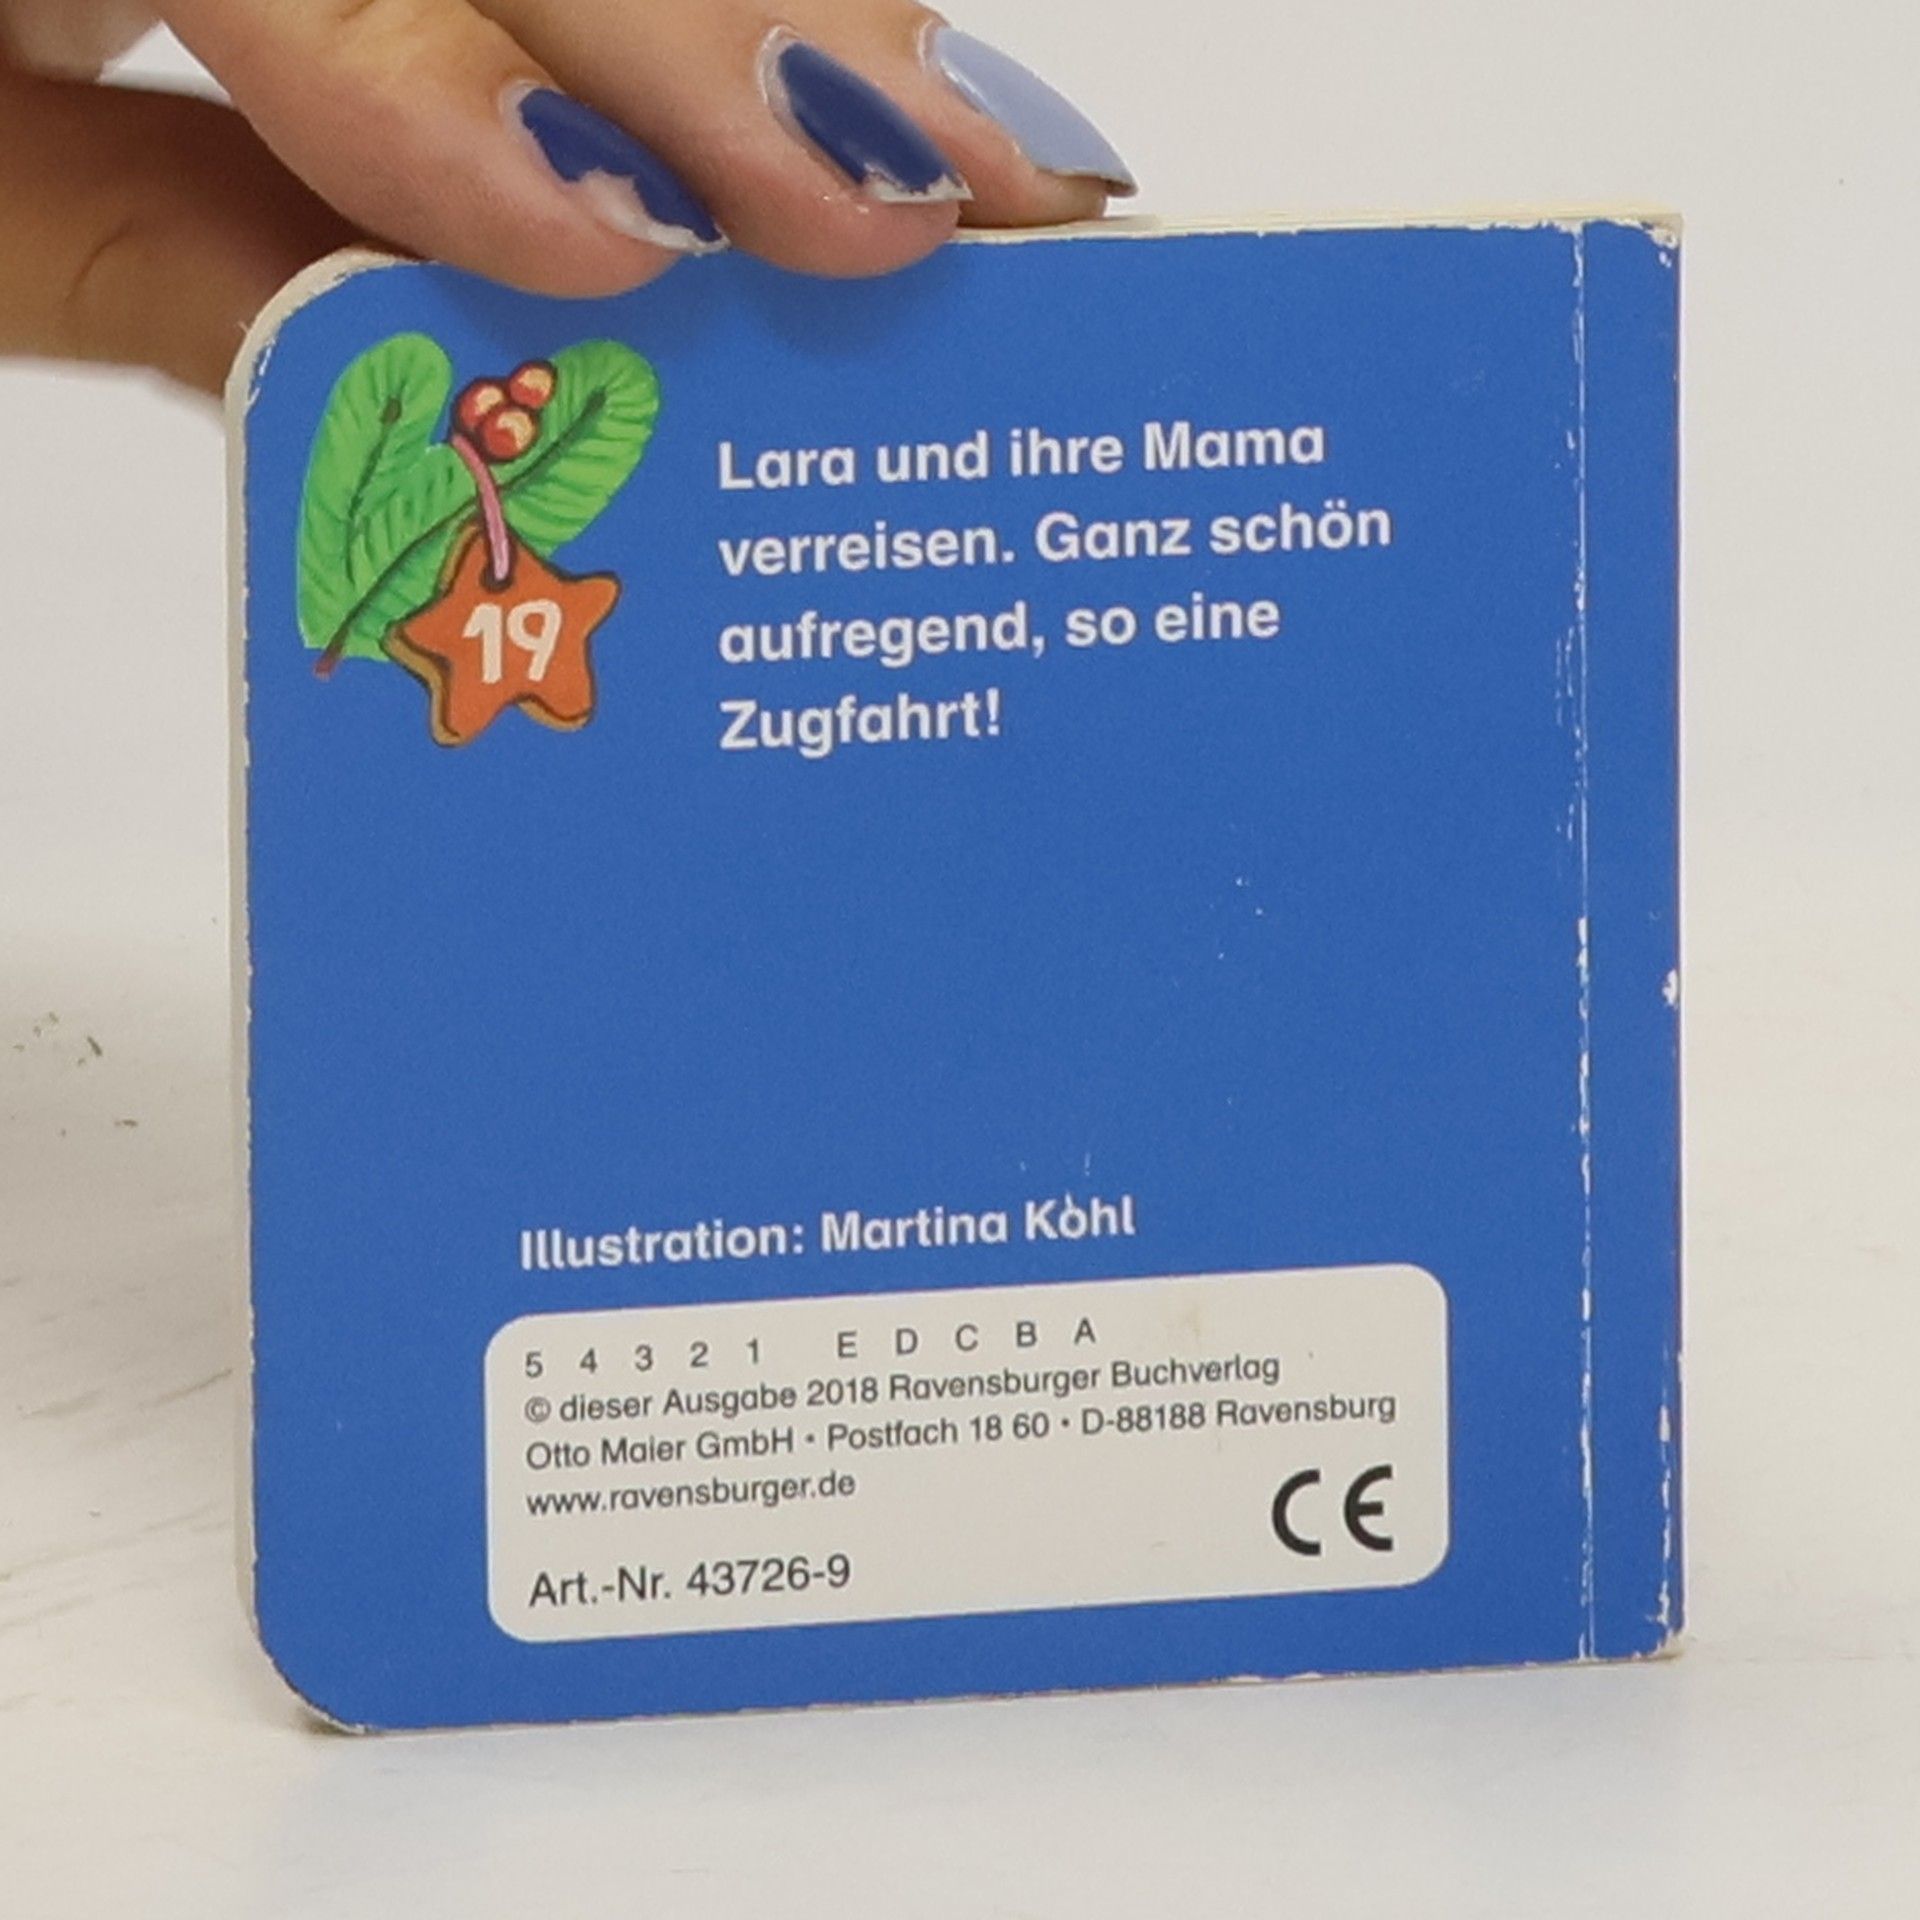 19
Lara und ihre Mama
verreisen. Ganz schön
aufregend, so eine
Zugfahrt!
Illustration: Martina Kohl
5 4 3 2 1 E D C B A
© dieser Ausgabe 2018 Ravensburger Buchverlag
Otto Maier GmbH • Postfach 18 60 • D-88188 Ravensburg
www.ravensburger.de
CE
Art.-Nr. 43726-9